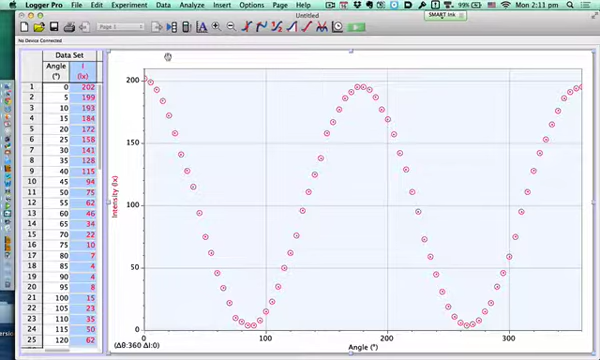 Logger Pro File Edit Experiment Data Analyze Insert Options Page Help
99% Mon 2:11 pm
Untitled
SMART Ink
Page 1
No Device Connected
Data Set
Angle I
(°) (lx)
1 0 202
2 5 199
3 10 193
4 15 184
5 20 172
6 25 158
7 30 141
8 35 128
9 40 115
10 45 94
11 50 75
12 55 62
13 60 46
14 65 34
15 70 22
16 75 10
17 80 7
18 85 4
19 90 4
20 95 8
21 100 15
22 105 23
23 110 35
24 115 50
25 120 62
200
150
100
50
0
Intensity (lx)
0 100 200 300
(Δθ:360 ΔI:0)
Angle (°)